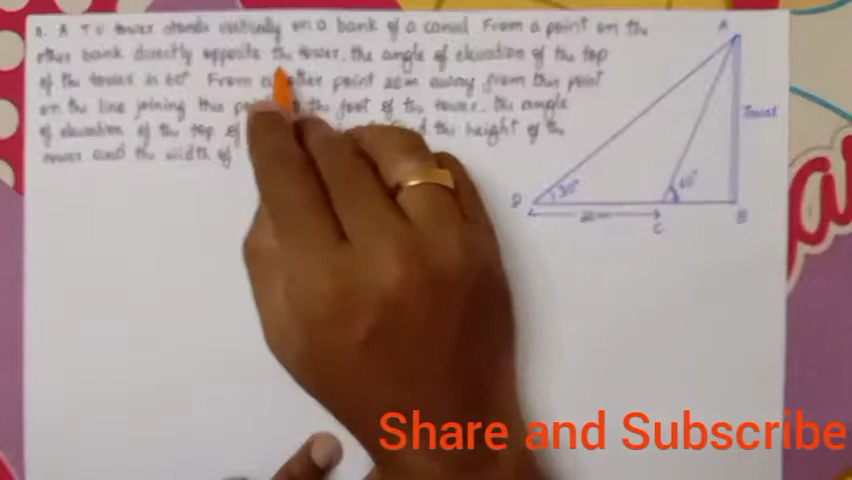 A T V tower stands vertically on a bank of a canal. From a point on the
other bank directly opposite the tower, the angle of elevation of the top
of the tower is 60° From another point 20m away from this point
on the line joining this to the foot of the tower, the angle
of elevation of the top of the height of the
tower and the width of
A
Tower
30°
60°
D
C
B
Share and Subscribe